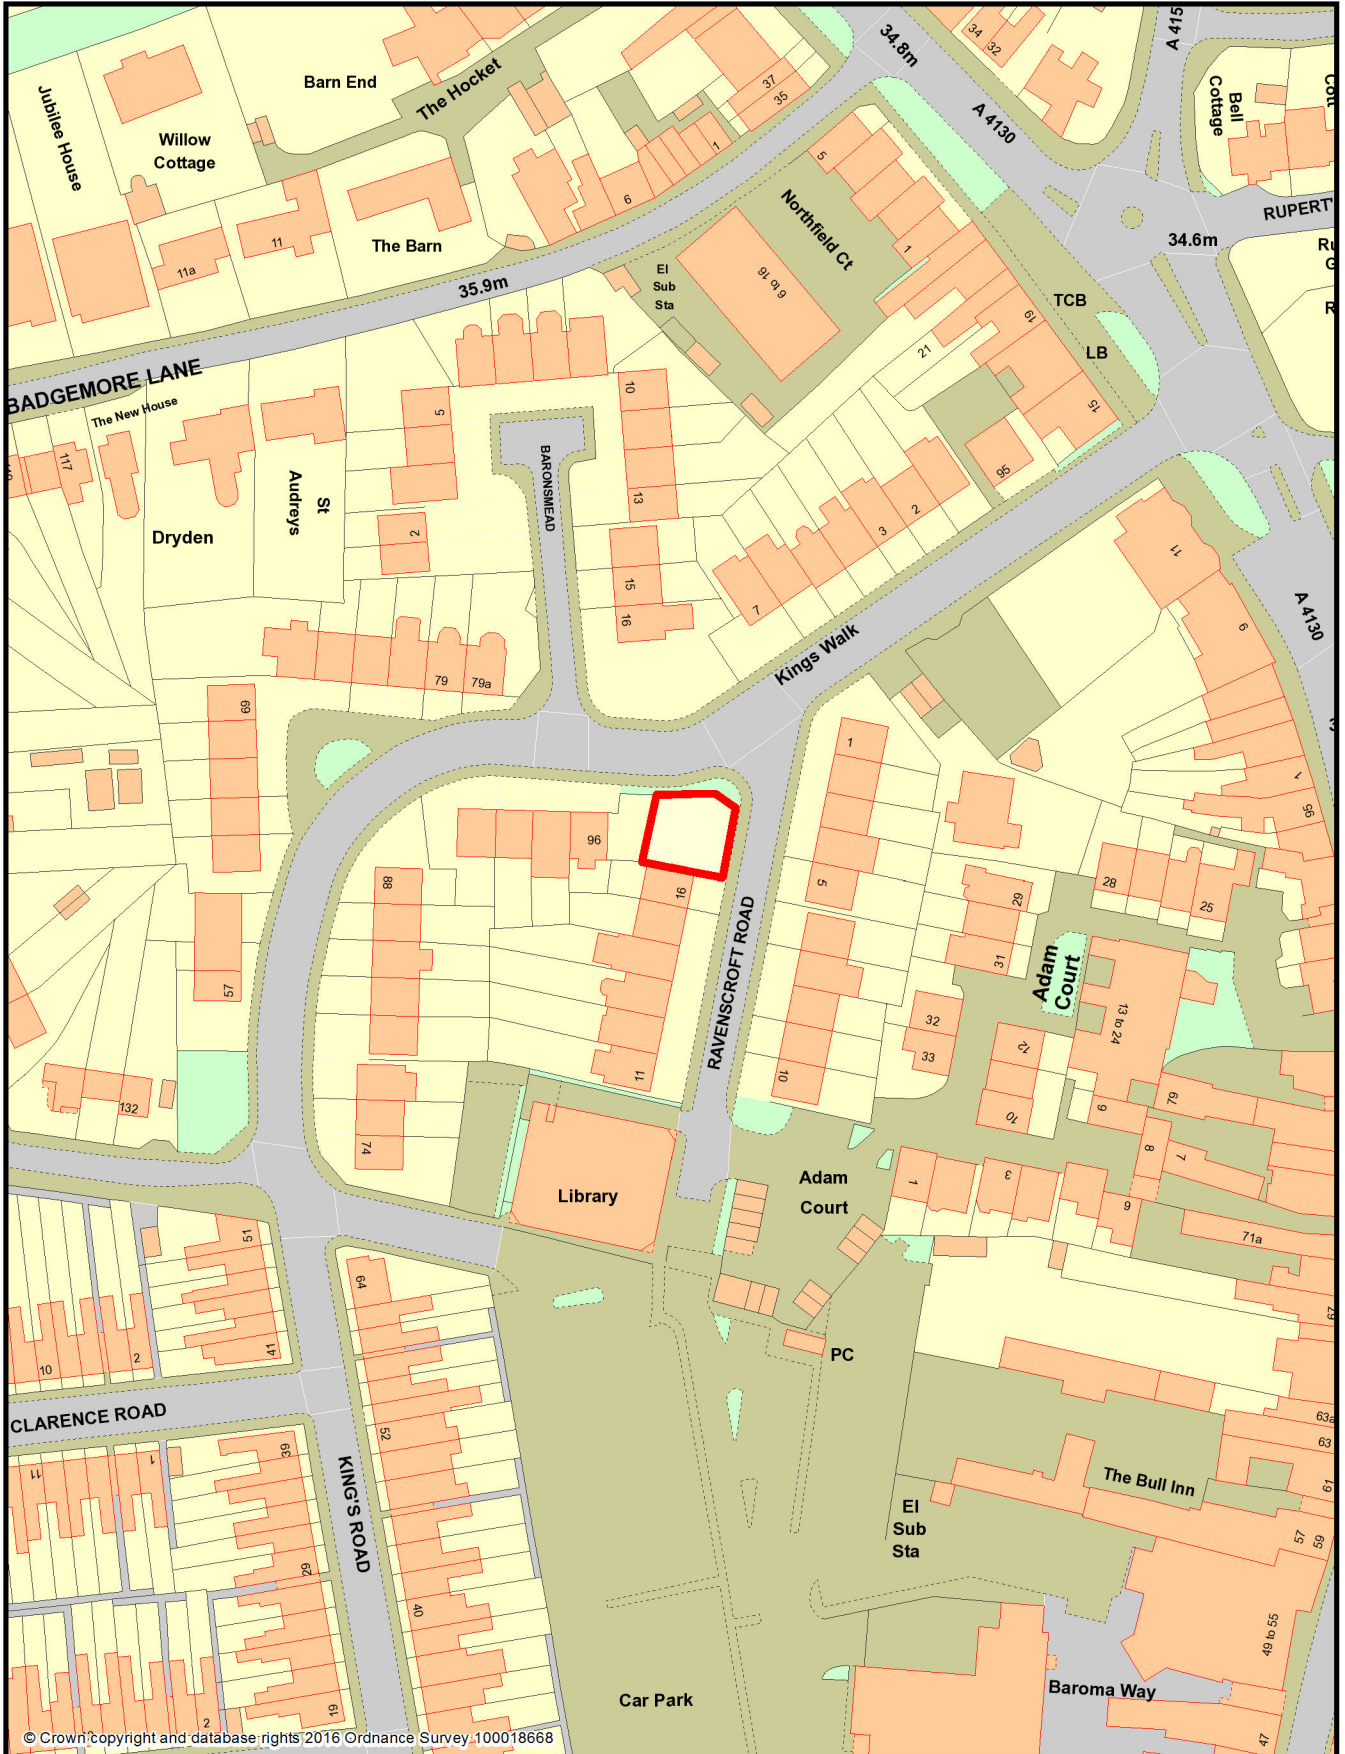 34
32
34.8m
A 415
Barn End
The Hocket
37
35
A 4130
Bell
Cottage
Jubilee House
Willow
Cottage
1
5
6
Northfield Ct
RUPERT
11
11a
The Barn
1
34.6m
35.9m
El
Sub
Sta
6 to 16
TCB
19
LB
21
BADGEMORE LANE
The New House
5
10
15
117
BARONSMEAD
95
13
St
Audreys
2
2
3
Dryden
11
15
16
7
A 4130
6
Kings Walk
79
79a
69
1
1
96
96
5
88
16
28
29
25
31
Adam
Court
57
RAVENSCROFT ROAD
13 to 24
32
33
12
11
10
10
132
9
79
8
7
74
Adam
Court
1
3
6
Library
71a
51
64
41
10
2
PC
CLARENCE ROAD
63a
63
52
39
11
1
61
The Bull Inn
KING'S ROAD
El
Sub
Sta
57
59
29
40
49 to 55
Baroma Way
Car Park
19
2
47
© Crown copyright and database rights 2016 Ordnance Survey 100018668